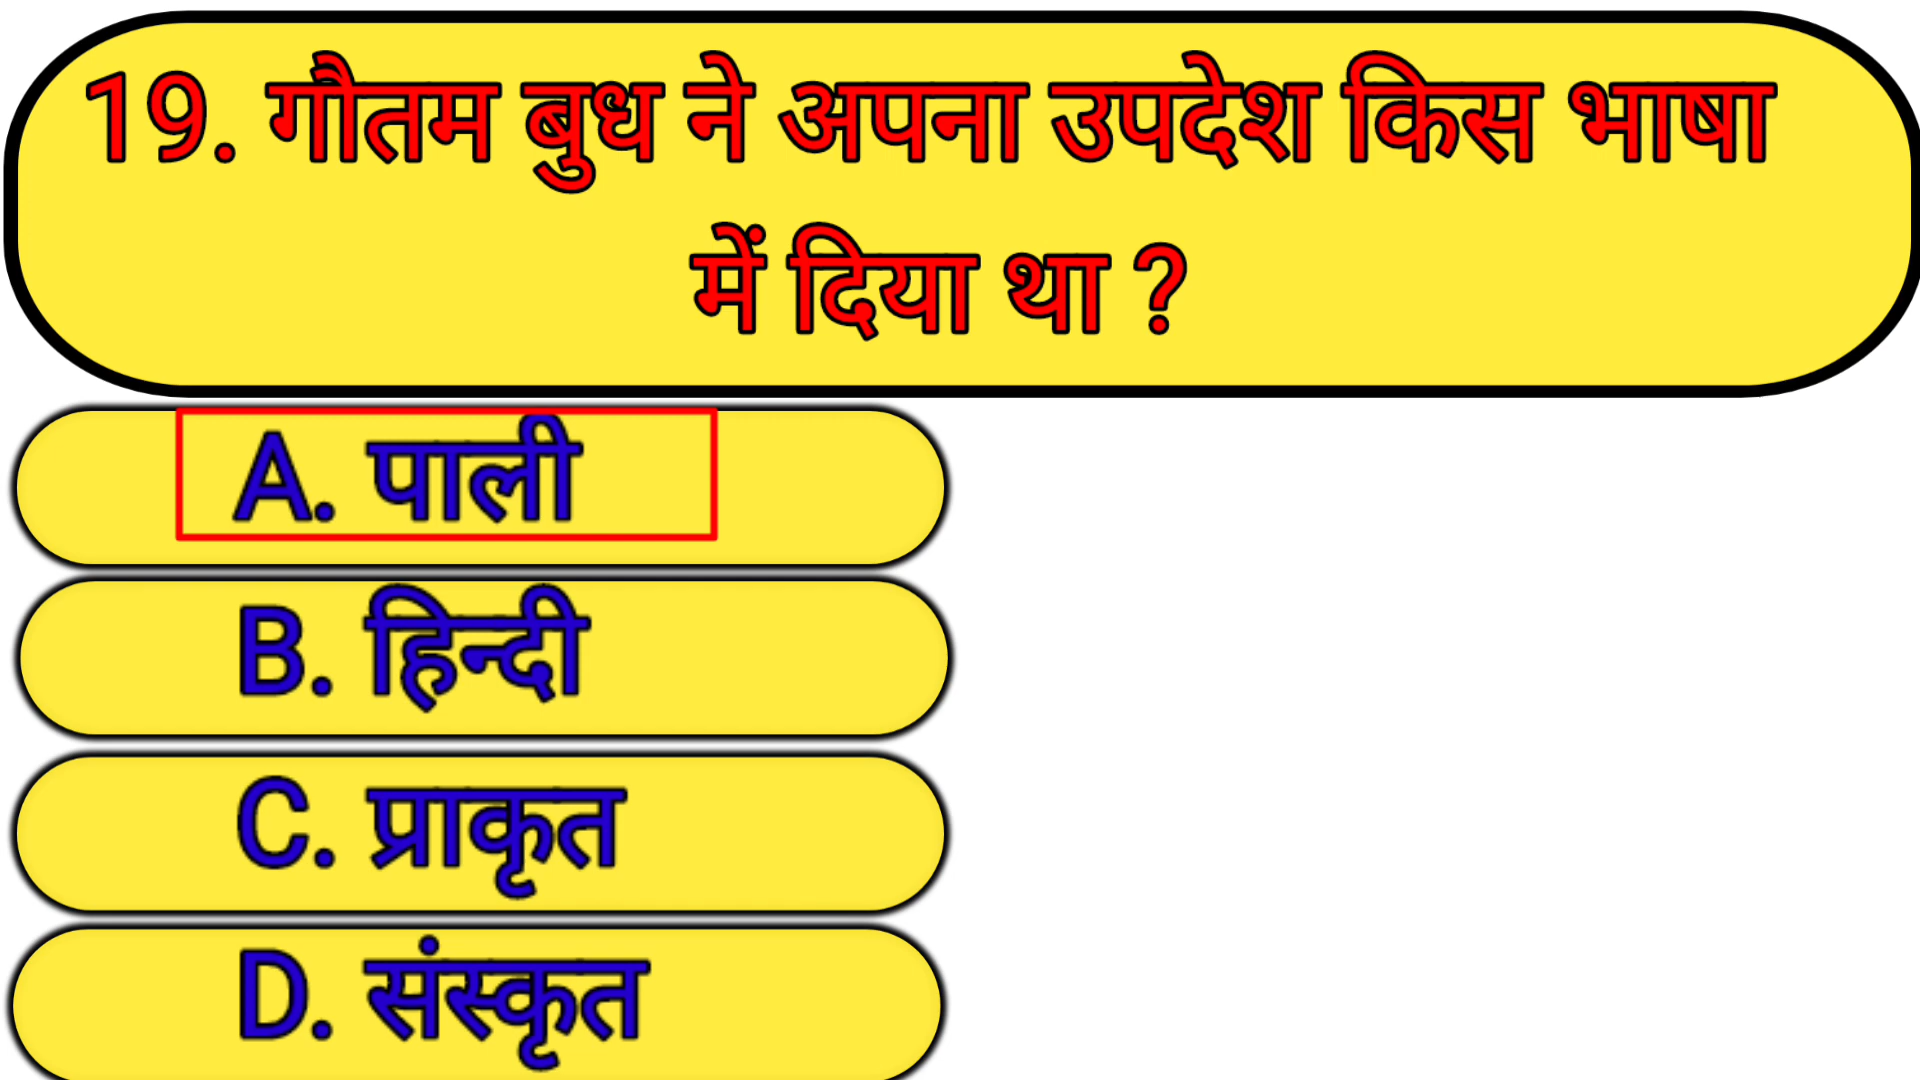 19. गौतम बुध ने अपना उपदेश किस भाषा
में दिया था ?
A. पाली
B. हिन्दी
C. प्राकृत
D. संस्कृत